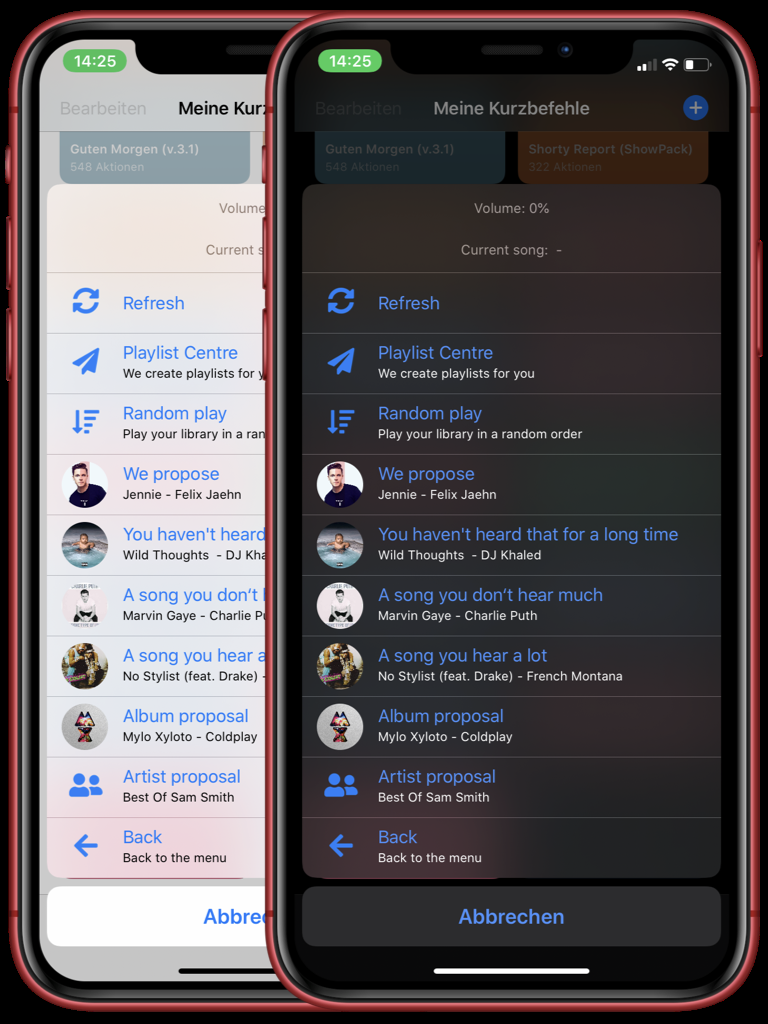 14:25
Bearbeiten
Meine Kurz
Guten Morgen (v.3.1)
548 Aktionen
Volume
Current s
Refresh
Playlist Centre
We create playlists for y
Random play
Play your library in a ran
We propose
Jennie - Felix Jaehn
You haven't heard
Wild Thoughts - DJ Kha
A song you don't
Marvin Gaye - Charlie Pu
A song you hear a
No Stylist (feat. Drake) -
Album proposal
Mylo Xyloto - Coldplay
Artist proposal
Best Of Sam Smith
Back
Back to the menu
Abbre
14:25
Bearbeiten
Meine Kurzbefehle
Guten Morgen (v.3.1)
548 Aktionen
Shorty Report (ShowPack)
322 Aktionen
Volume: 0%
Current song: -
Refresh
Playlist Centre
We create playlists for you
Random play
Play your library in a random order
We propose
Jennie - Felix Jaehn
You haven't heard that for a long time
Wild Thoughts - DJ Khaled
A song you don't hear much
Marvin Gaye - Charlie Puth
A song you hear a lot
No Stylist (feat. Drake) - French Montana
Album proposal
Mylo Xyloto - Coldplay
Artist proposal
Best Of Sam Smith
Back
Back to the menu
Abbrechen